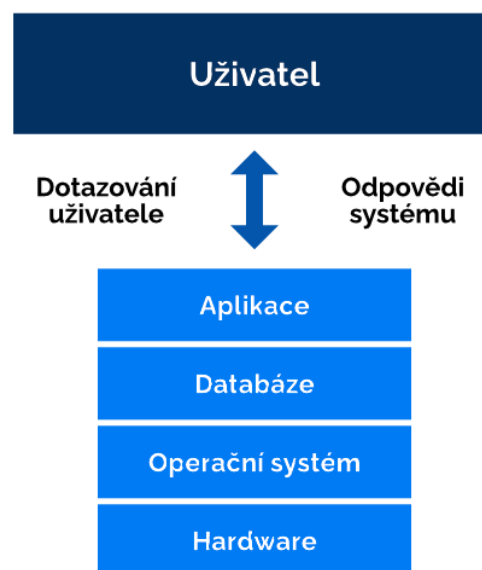 Uživatel
Dotazování
uživatele
Odpovědi
systému
Aplikace
Databáze
Operační systém
Hardware